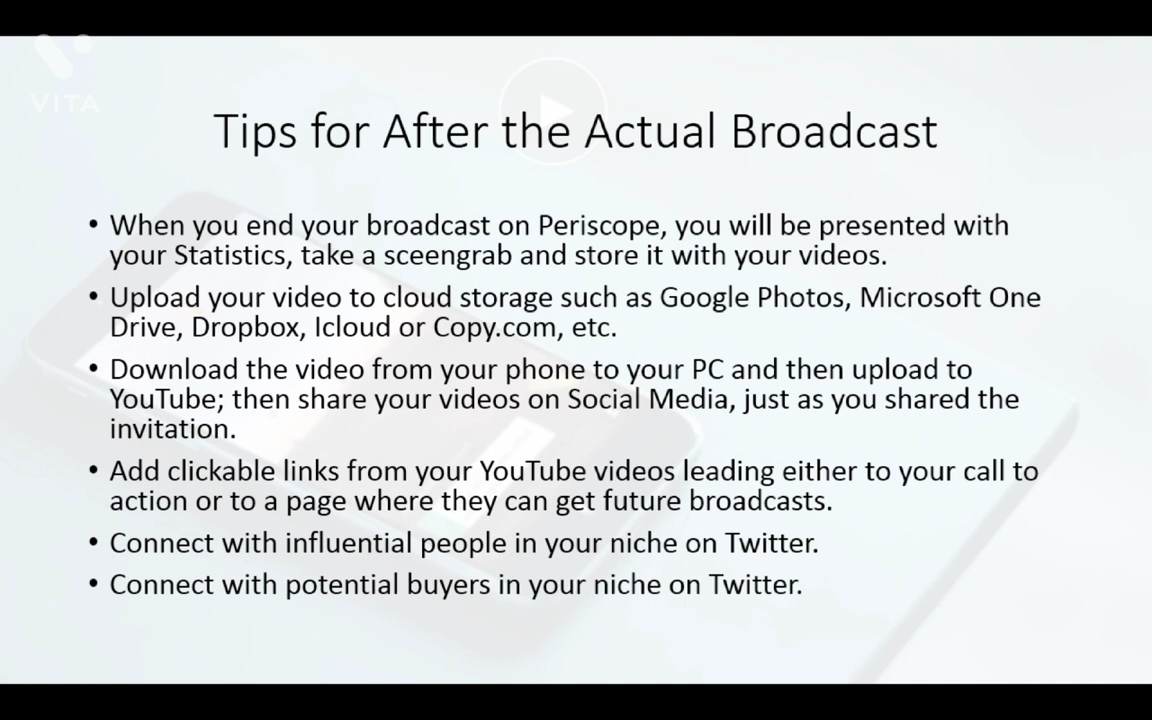 VITA
Tips for After the Actual Broadcast
• When you end your broadcast on Periscope, you will be presented with
your Statistics, take a sceengrab and store it with your videos.
• Upload your video to cloud storage such as Google Photos, Microsoft One
Drive, Dropbox, Icloud or Copy.com, etc.
• Download the video from your phone to your PC and then upload to
YouTube; then share your videos on Social Media, just as you shared the
invitation.
• Add clickable links from your YouTube videos leading either to your call to
action or to a page where they can get future broadcasts.
• Connect with influential people in your niche on Twitter.
• Connect with potential buyers in your niche on Twitter.